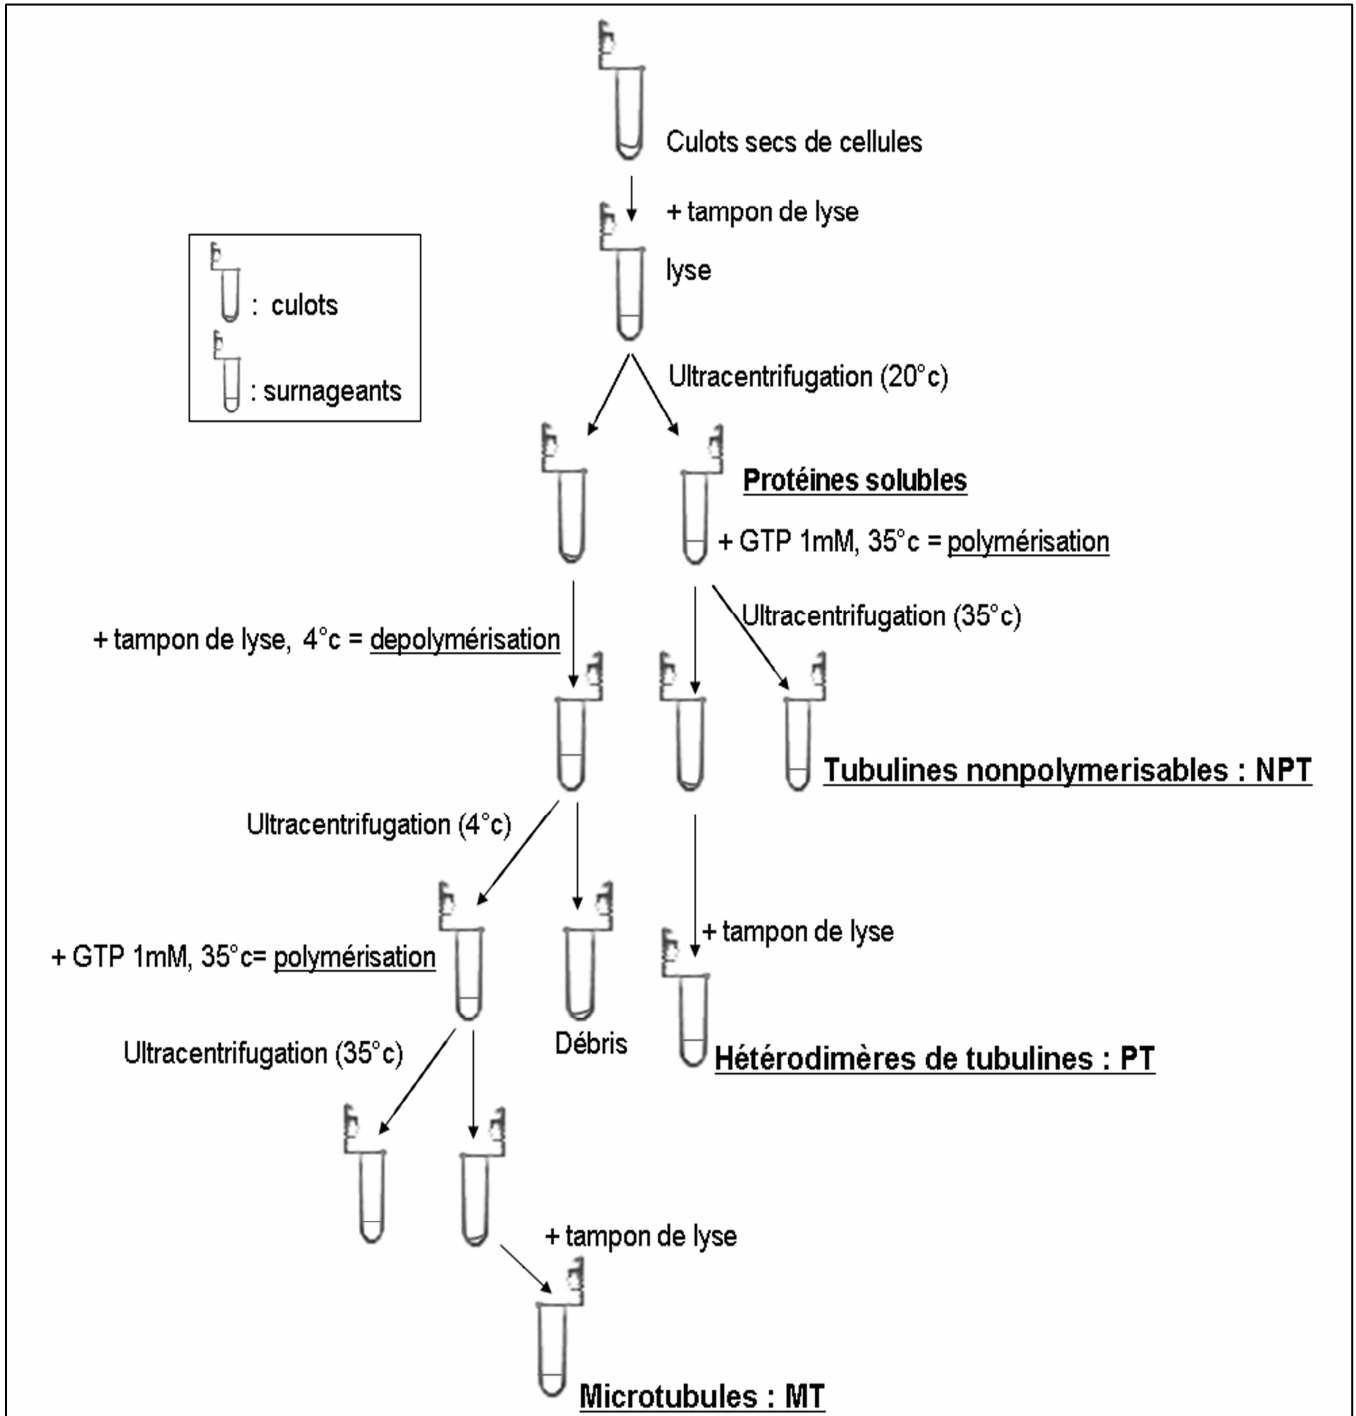 Culots secs de cellules
+ tampon de lyse
lyse
: culots
: surnageants
Ultracentrifugation (20°c)
Protéines solubles
+ GTP 1mM, 35°c = polymérisation
Ultracentrifugation (35°c)
+ tampon de lyse, 4°c = depolymérisation
Tubulines nonpolymerisables : NPT
Ultracentrifugation (4°c)
+ tampon de lyse
+ GTP 1mM, 35°c= polymérisation
Débris
Ultracentrifugation (35°c)
Hétérodimères de tubulines : PT
+ tampon de lyse
Microtubules : MT